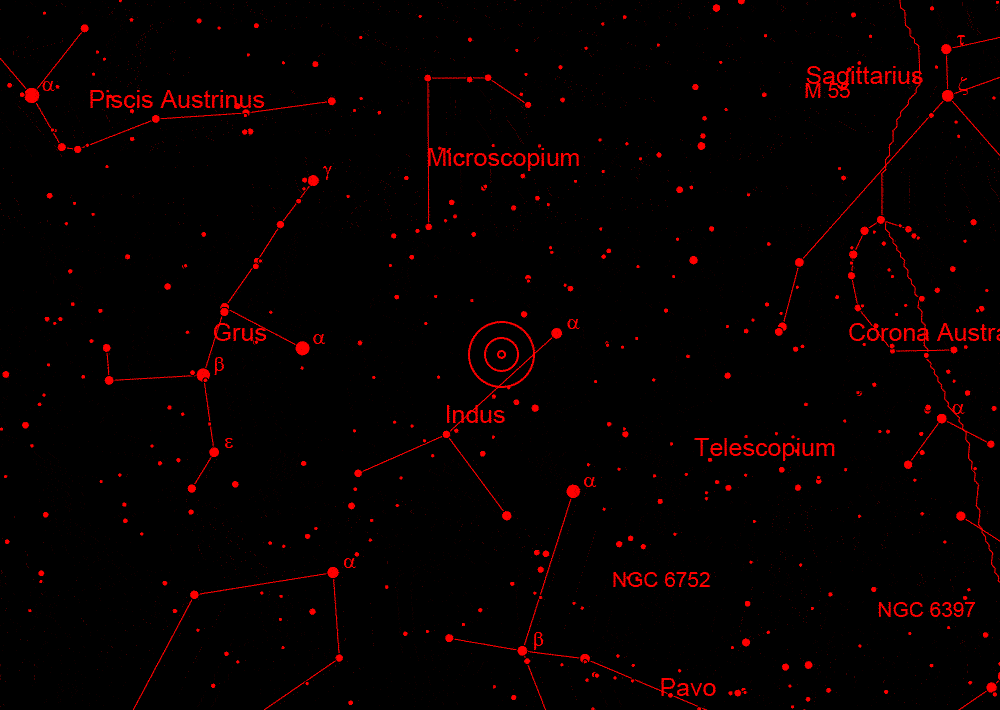 τ
Sagittarius
α
M 55
ζ
Piscis Austrinus
Microscopium
γ
α
Grus
α
Corona Austra
β
α
Indus
ε
Telescopium
α
α
NGC 6752
NGC 6397
β
Pavo